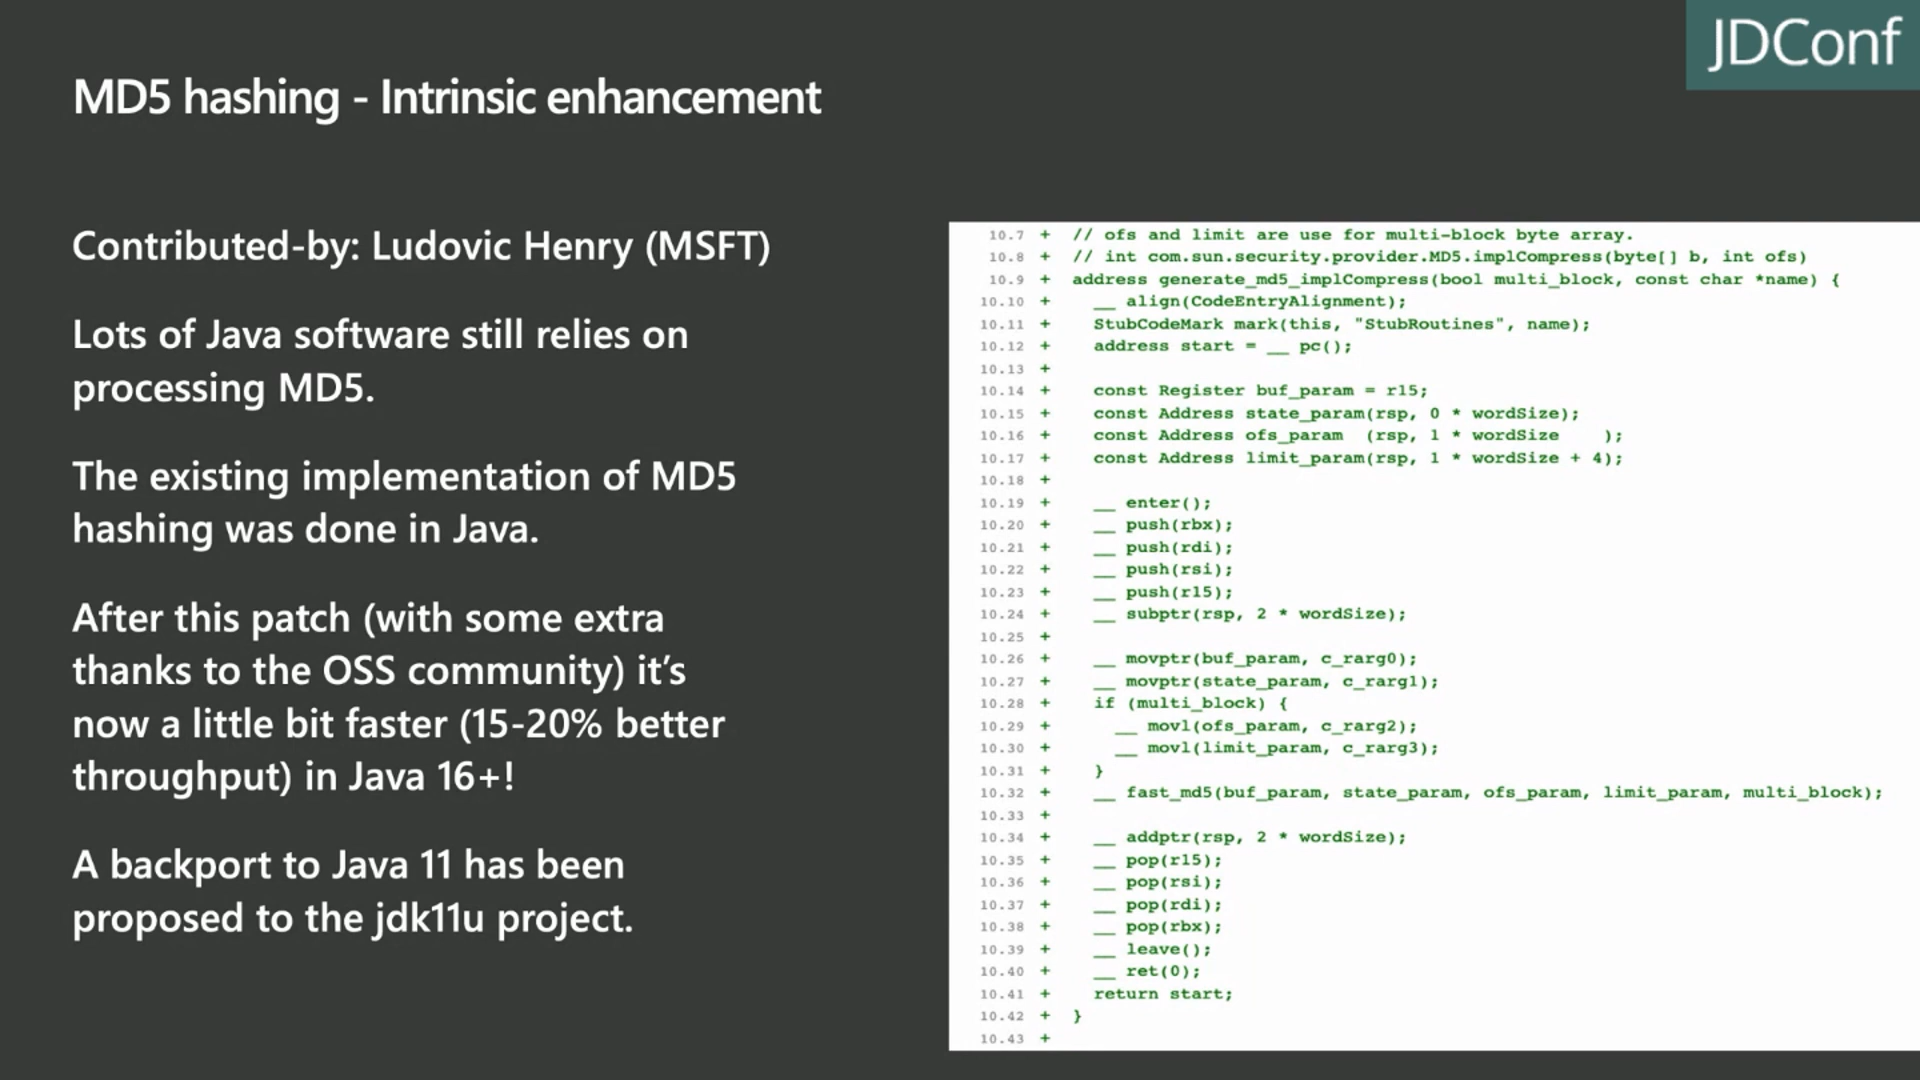 JDConf
MD5 hashing - Intrinsic enhancement
Contributed-by: Ludovic Henry (MSFT)
Lots of Java software still relies on
processing MD5.
The existing implementation of MD5
hashing was done in Java.
After this patch (with some extra
thanks to the OSS community) it's
now a little bit faster (15-20% better
throughput) in Java 16+!
A backport to Java 11 has been
proposed to the jdk11u project.
10.7 + // ofs and limit are use for multi-block byte array.
10.8 + // int com.sun.security.provider.MD5.implCompress(byte[] b, int ofs)
10.9 + address generate_md5_implCompress(bool multi_block, const char *name) {
10.10 + __ align(CodeEntryAlignment);
10.11 + StubCodeMark mark(this, "StubRoutines", name);
10.12 + address start = __ pc();
10.13 +
10.14 + const Register buf_param = r15;
10.15 + const Address state_param(rsp, 0 * wordSize);
10.16 + const Address ofs_param  (rsp, 1 * wordSize    );
10.17 + const Address limit_param(rsp, 1 * wordSize + 4);
10.18 +
10.19 + __ enter();
10.20 + __ push(rbx);
10.21 + __ push(rdi);
10.22 + __ push(rsi);
10.23 + __ push(r15);
10.24 + __ subptr(rsp, 2 * wordSize);
10.25 +
10.26 + __ movptr(buf_param, c_rarg0);
10.27 + __ movptr(state_param, c_rarg1);
10.28 + if (multi_block) {
10.29 + __ movl(ofs_param, c_rarg2);
10.30 + __ movl(limit_param, c_rarg3);
10.31 + }
10.32 + __ fast_md5(buf_param, state_param, ofs_param, limit_param, multi_block);
10.33 +
10.34 + __ addptr(rsp, 2 * wordSize);
10.35 + __ pop(r15);
10.36 + __ pop(rsi);
10.37 + __ pop(rdi);
10.38 + __ pop(rbx);
10.39 + __ leave();
10.40 + __ ret(0);
10.41 + return start;
10.42 + }
10.43 +